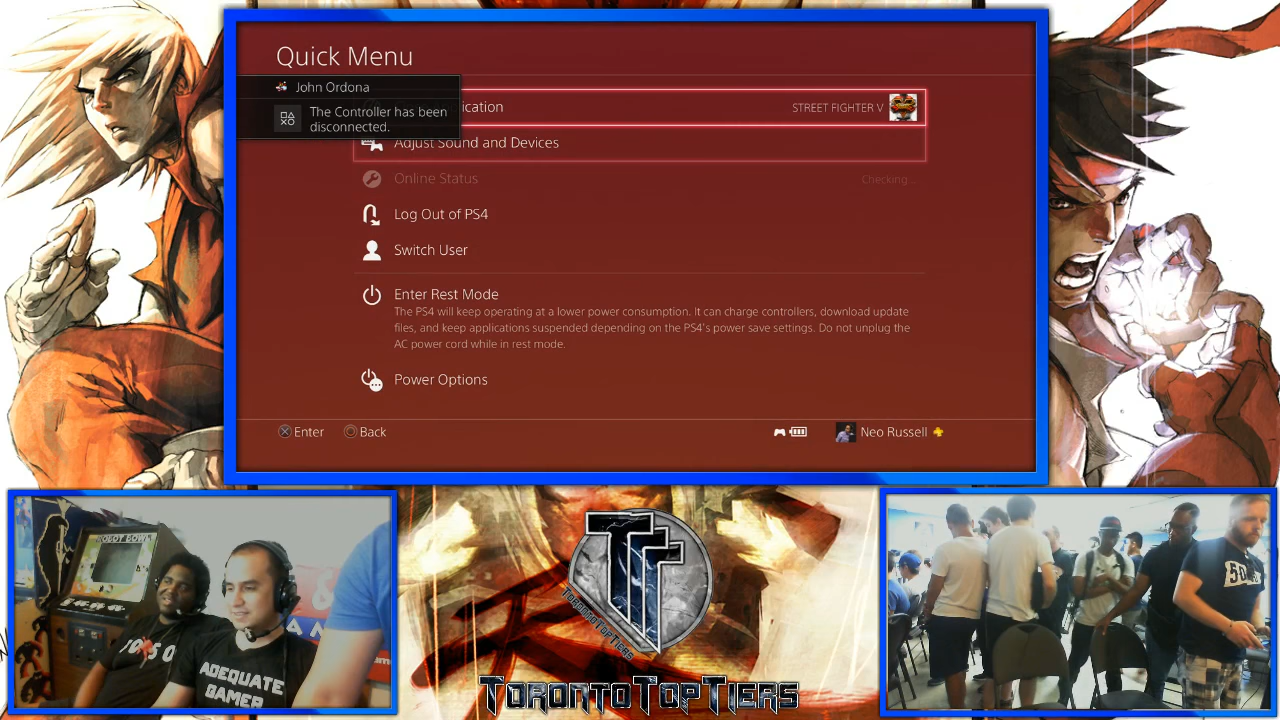 Quick Menu
John Ordona
The Controller has been
disconnected.
ication
STREET FIGHTER V
Adjust Sound and Devices
Online Status
Checking...
Log Out of PS4
Switch User
Enter Rest Mode
The PS4 will keep operating at a lower power consumption. It can charge controllers, download update
files, and keep applications suspended depending on the PS4's power save settings. Do not unplug the
AC power cord while in rest mode.
Power Options
Enter
Back
Neo Russell
ROBOT BOWL
ADEQUATE
GAMER
TT
TORONTOTOPTIERS
TORONTOTOPTIERS
50